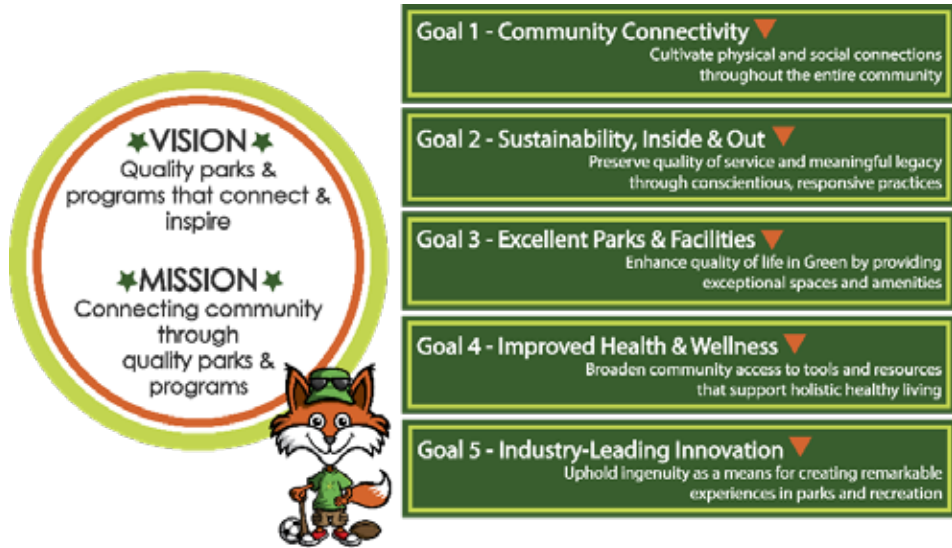 VISION
Quality parks &
programs that connect &
inspire
MISSION
Connecting community
through
quality parks &
programs
Goal 1 - Community Connectivity
Cultivate physical and social connections
throughout the entire community
Goal 2 - Sustainability, Inside & Out
Preserve quality of service and meaningful legacy
through conscientious, responsive practices
Goal 3 - Excellent Parks & Facilities
Enhance quality of life in Green by providing
exceptional spaces and amenities
Goal 4 - Improved Health & Wellness
Broaden community access to tools and resources
that support holistic healthy living
Goal 5 - Industry-Leading Innovation
Uphold ingenuity as a means for creating remarkable
experiences in parks and recreation